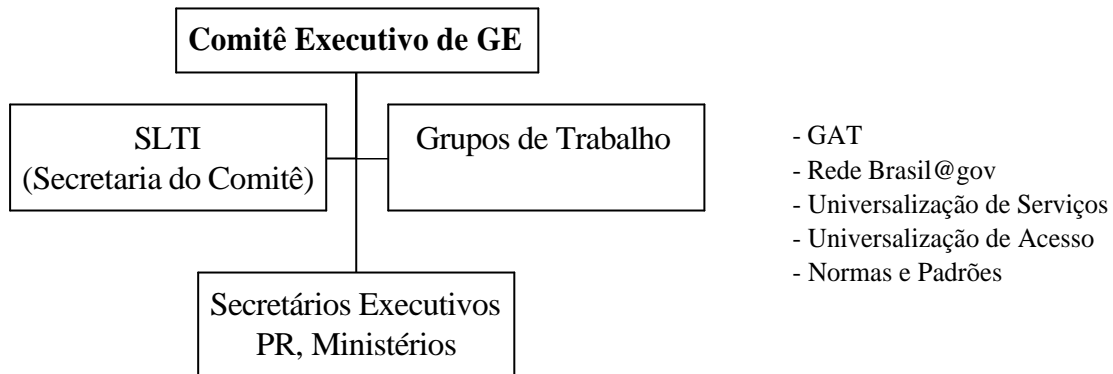 Comitê Executivo de GE
SLTI
(Secretaria do Comitê)
Grupos de Trabalho
- GAT
- Rede Brasil@gov
- Universalização de Serviços
- Universalização de Acesso
- Normas e Padrões
Secretários Executivos
PR, Ministérios